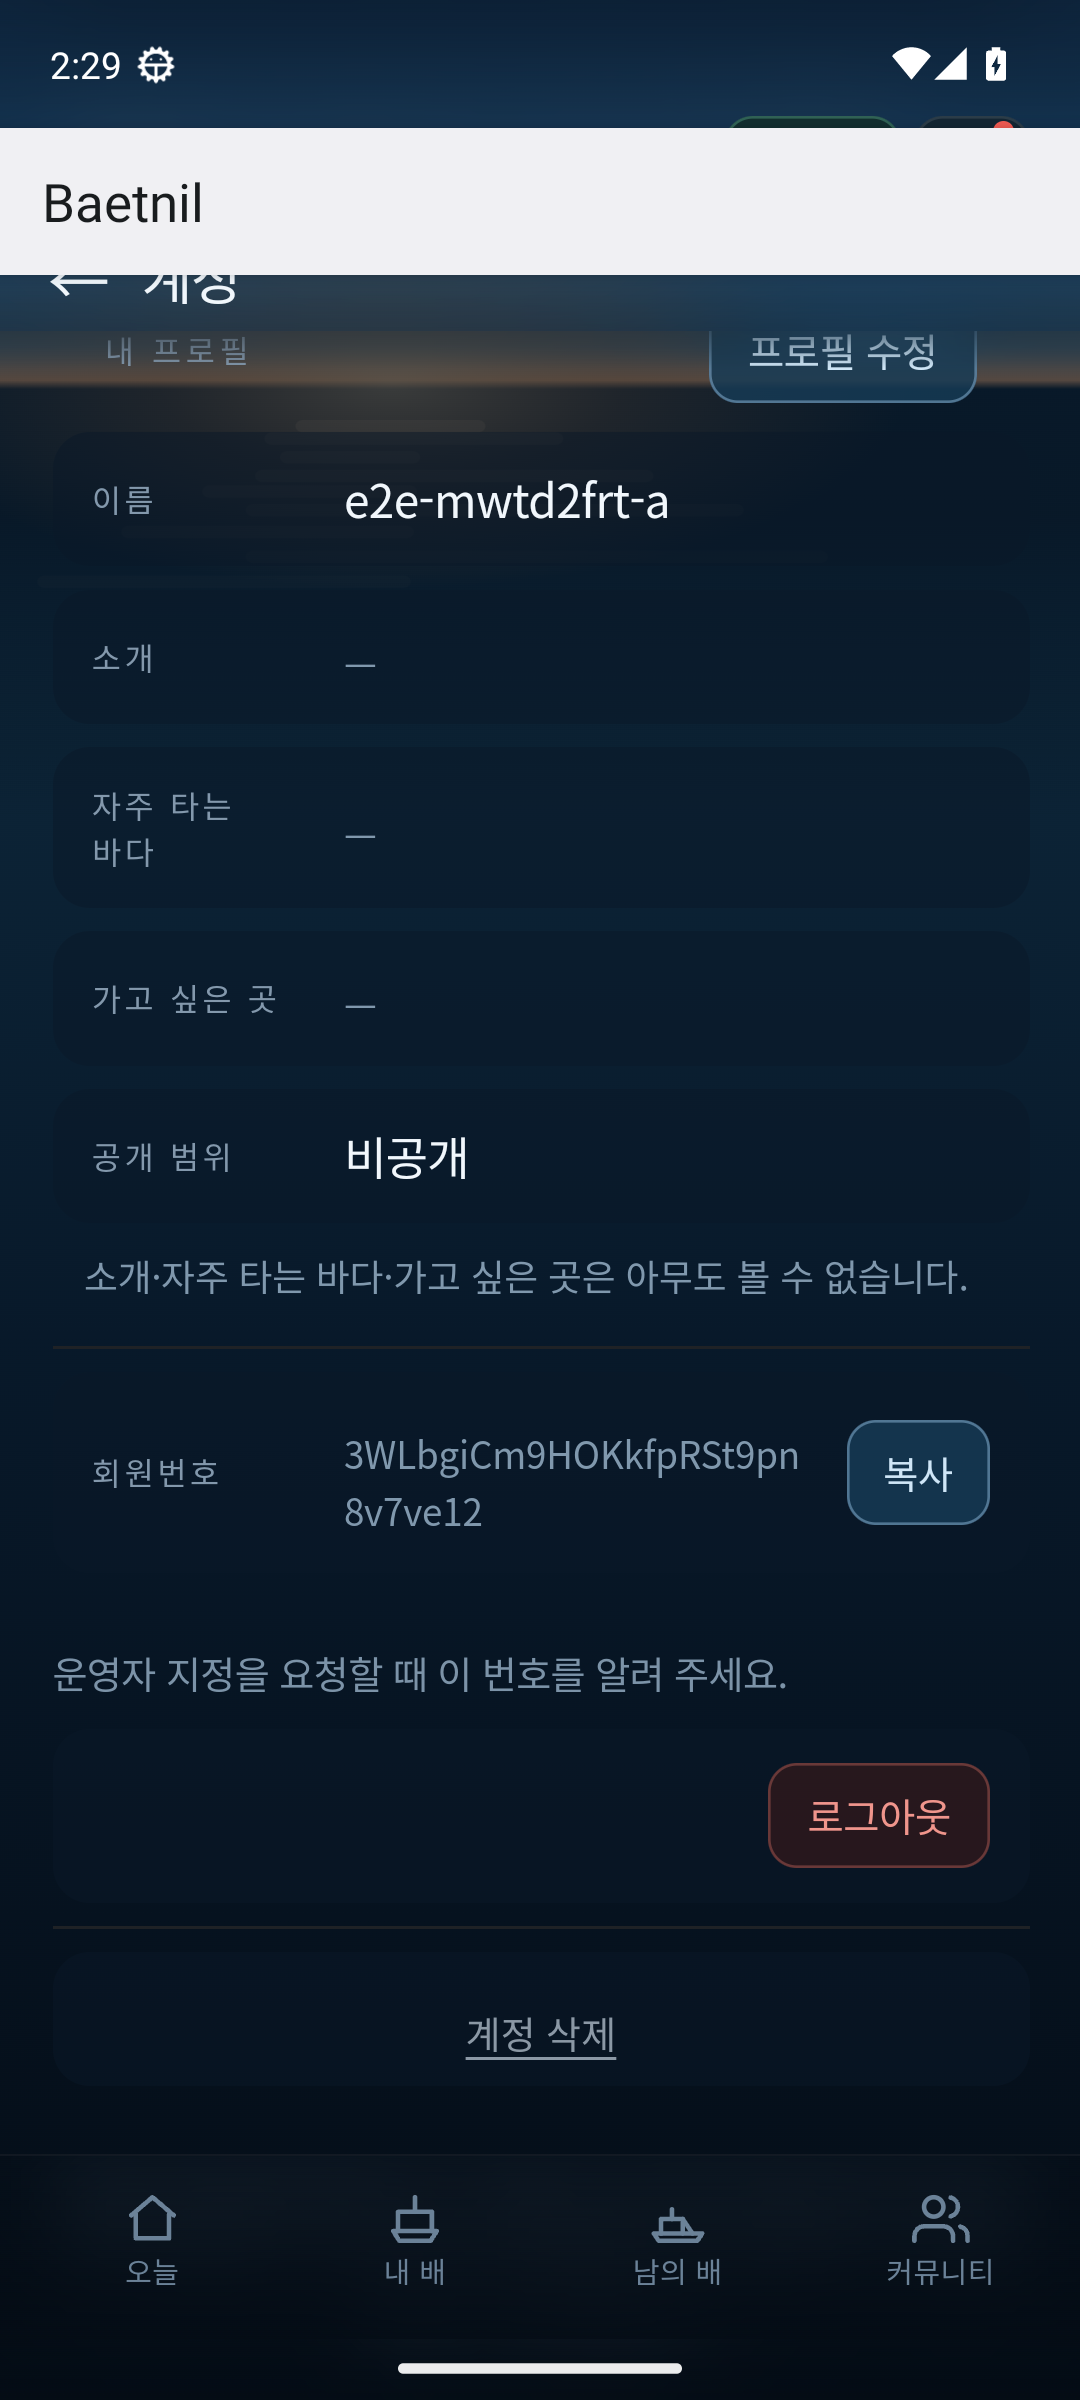 2:29
Baetnil
계정
내 프로필
프로필 수정
이름
e2e-mwtd2frt-a
소개
—
자주 타는
바다
—
가고 싶은 곳
—
공개 범위
비공개
소개·자주 타는 바다·가고 싶은 곳은 아무도 볼 수 없습니다.
회원번호
3WLbgiCm9HOKkfpRSt9pn
8v7ve12
복사
운영자 지정을 요청할 때 이 번호를 알려 주세요.
로그아웃
계정 삭제
오늘
내 배
남의 배
커뮤니티